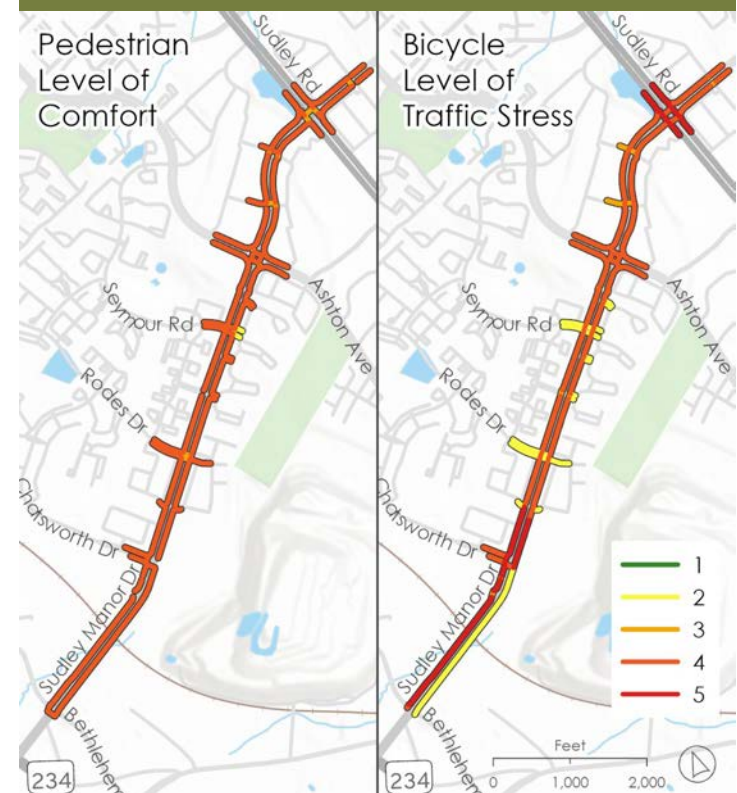 Pedestrian
Level of
Comfort
Sudley Rd
Ashton Ave
Seymour Rd
Rodes Dr
Chatsworth Dr
Sudley Manor Dr
Bethlehem
234
Bicycle
Level of
Traffic Stress
Sudley Rd
Ashton Ave
Seymour Rd
Rodes Dr
Chatsworth Dr
Sudley Manor Dr
Bethlehem
234
1
2
3
4
5
Feet
0 1,000 2,000